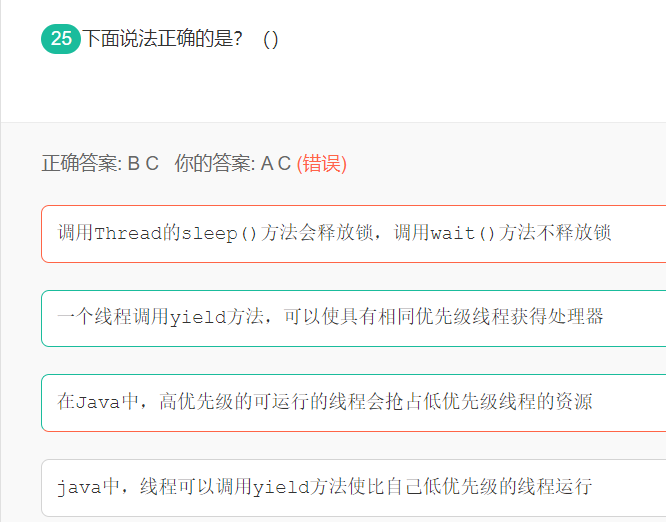 25 下面说法正确的是? ()
正确答案: B C 你的答案: A C (错误)
调用Thread的sleep()方法会释放锁，调用wait()方法不释放锁
一个线程调用yield方法，可以使具有相同优先级线程获得处理器
在Java中，高优先级的可运行的线程会抢占低优先级线程的资源
java中，线程可以调用yield方法使比自己低优先级的线程运行